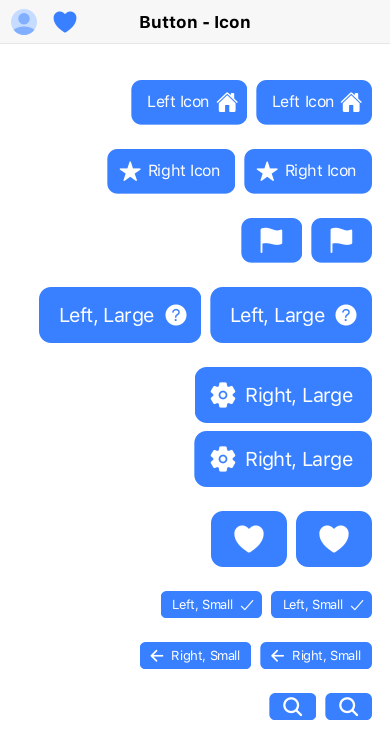 Button - Icon
Left Icon Left Icon
Right Icon Right Icon
Left, Large Left, Large
Right, Large
Right, Large
Left, Small Left, Small
Right, Small Right, Small